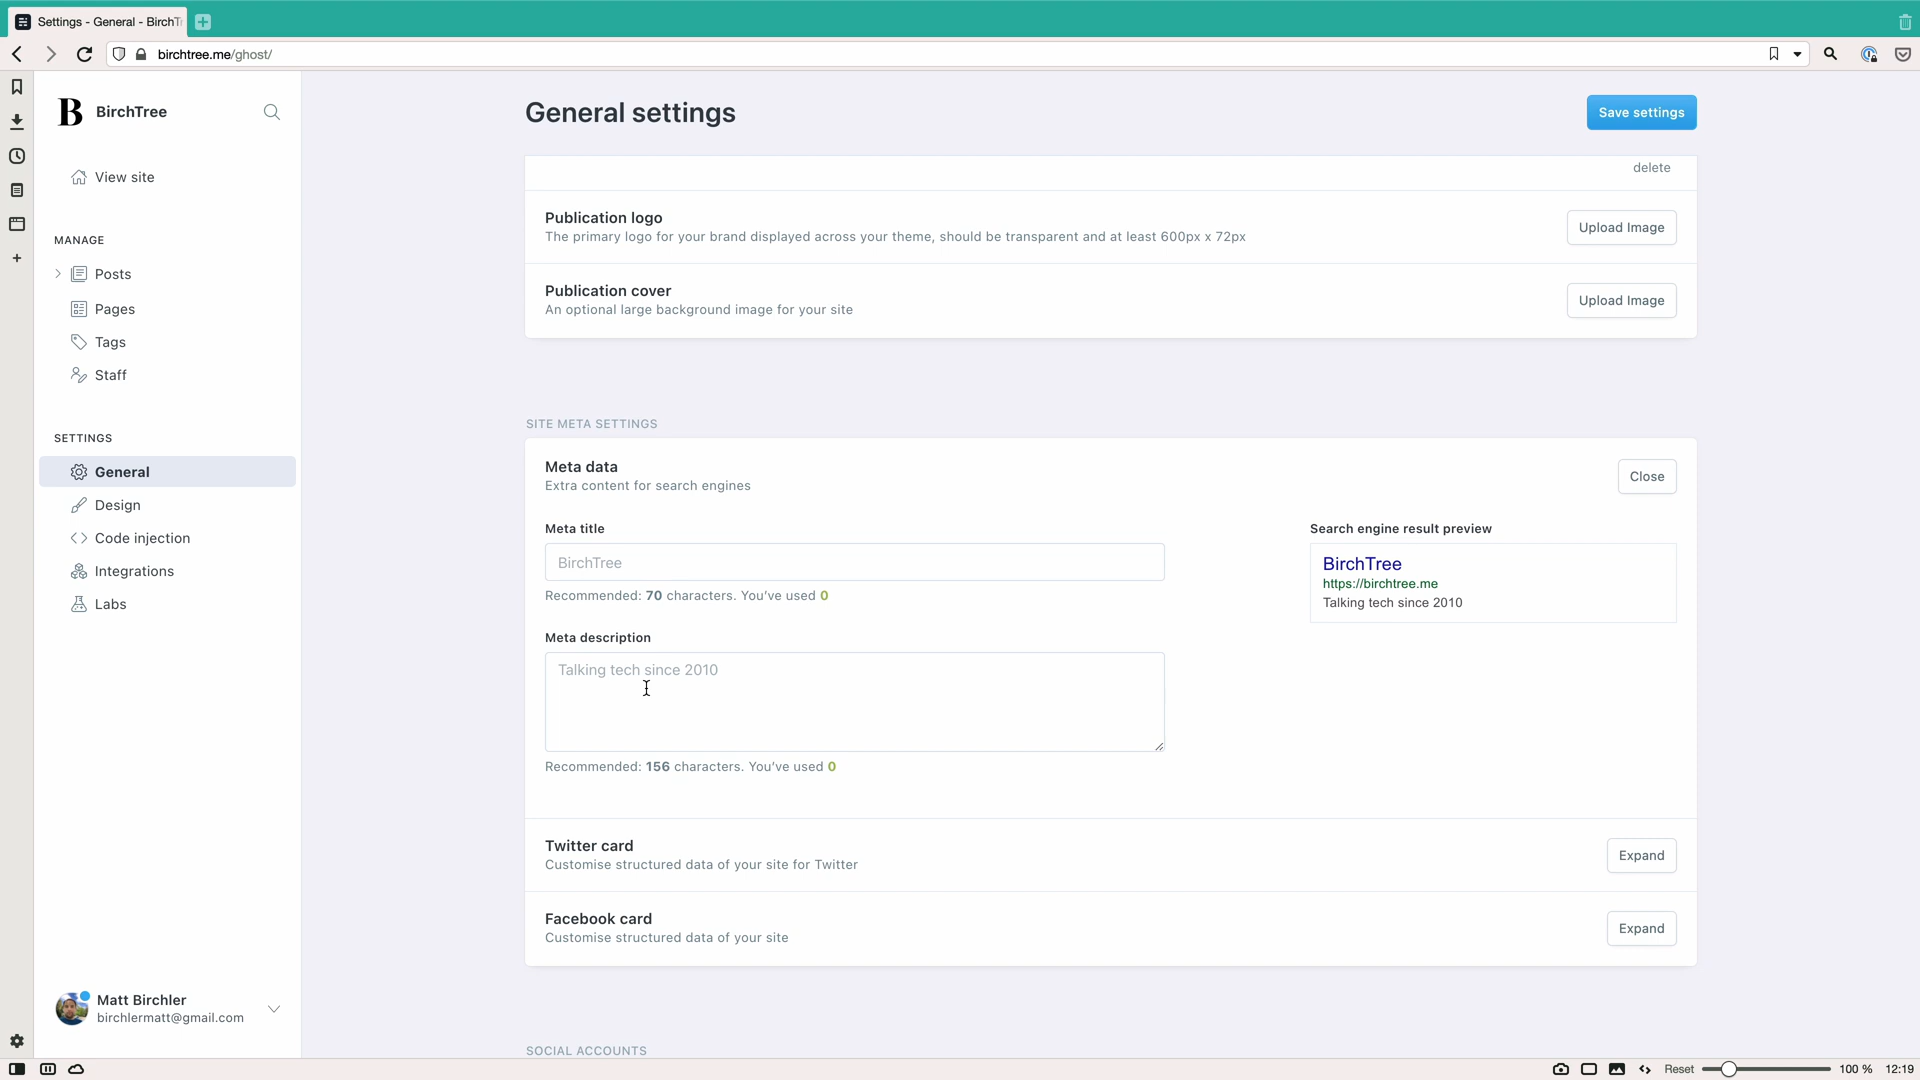 Settings - General - BirchTr
birchtree.me/ghost/
B BirchTree
View site
MANAGE
Posts
Pages
Tags
Staff
SETTINGS
General
Design
Code injection
Integrations
Labs
Matt Birchler
birchlermatt@gmail.com
General settings
Save settings
delete
Publication logo
The primary logo for your brand displayed across your theme, should be transparent and at least 600px x 72px
Upload Image
Publication cover
An optional large background image for your site
Upload Image
SITE META SETTINGS
Meta data
Extra content for search engines
Close
Meta title
BirchTree
Recommended: 70 characters. You've used 0
Meta description
Talking tech since 2010
Recommended: 156 characters. You've used 0
Search engine result preview
BirchTree
https://birchtree.me
Talking tech since 2010
Twitter card
Customise structured data of your site for Twitter
Expand
Facebook card
Customise structured data of your site
Expand
SOCIAL ACCOUNTS
Reset
100 %
12:19